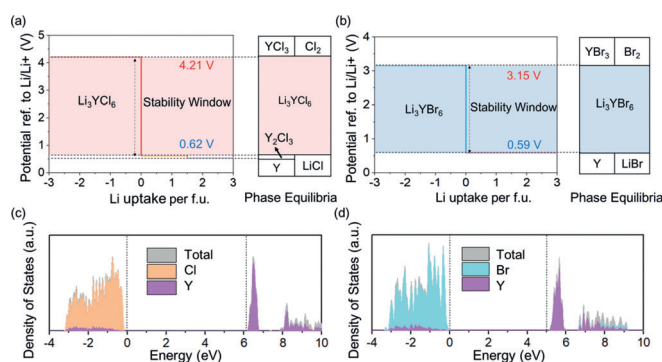 (a)
Potential ref. to Li/Li+ (V)
5
4
3
2
1
0
4.21 V
Li₃YCl₆
Stability Window
0.62 V
Y₂Cl₃
-3 -2 -1 0 1 2 3
Li uptake per f.u.
YCl₃ Cl₂
Li₃YCl₆
Y LiCl
Phase Equilibria
(b)
Potential ref. to Li/Li+ (V)
4
3
2
1
0
3.15 V
Li₃YBr₆
Stability Window
0.59 V
-3 -2 -1 0 1 2 3
Li uptake per f.u.
YBr₃ Br₂
Li₃YBr₆
Y LiBr
Phase Equilibria
(c)
Density of States (a.u.)
Total
Cl
Y
-4 -2 0 2 4 6 8 10
Energy (eV)
(d)
Density of States (a.u.)
Total
Br
Y
-4 -2 0 2 4 6 8 10
Energy (eV)